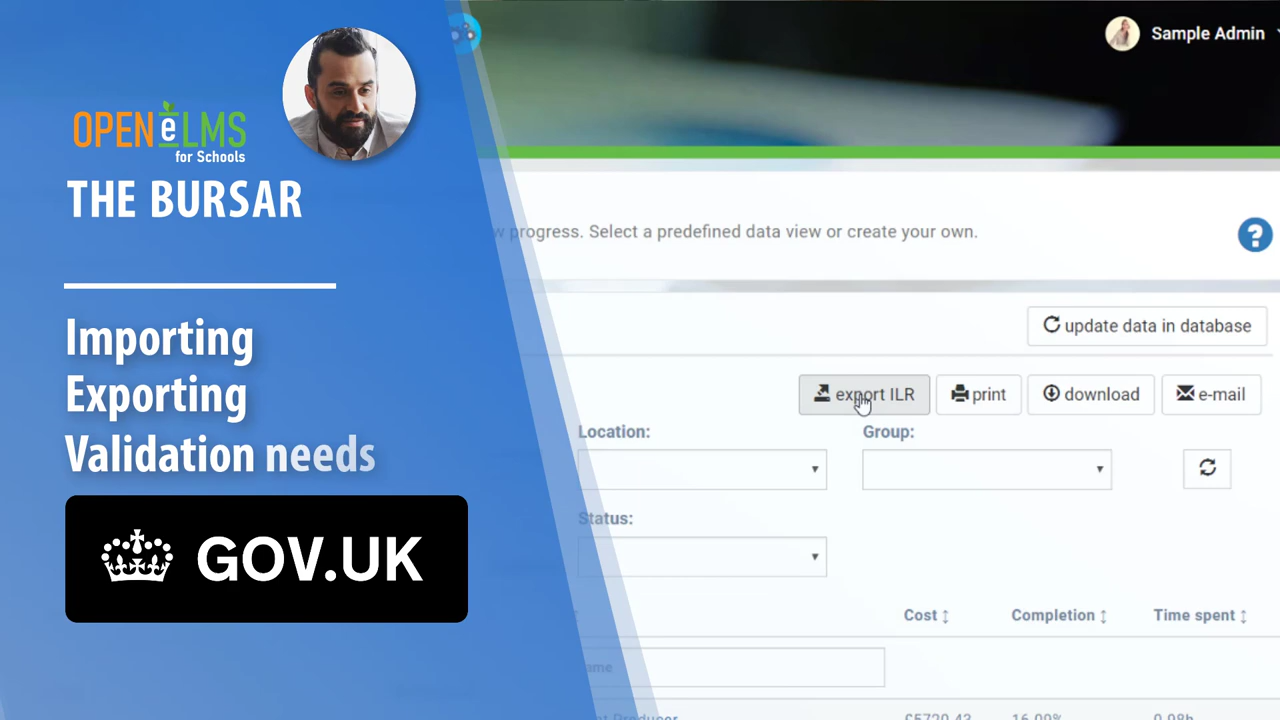 OPEN eLMS
for Schools
THE BURSAR
Importing
Exporting
Validation needs
GOV.UK
Sample Admin
progress. Select a predefined data view or create your own.
?
update data in database
export ILR
print
download
e-mail
Location:
Group:
Status:
Cost
Completion
Time spent